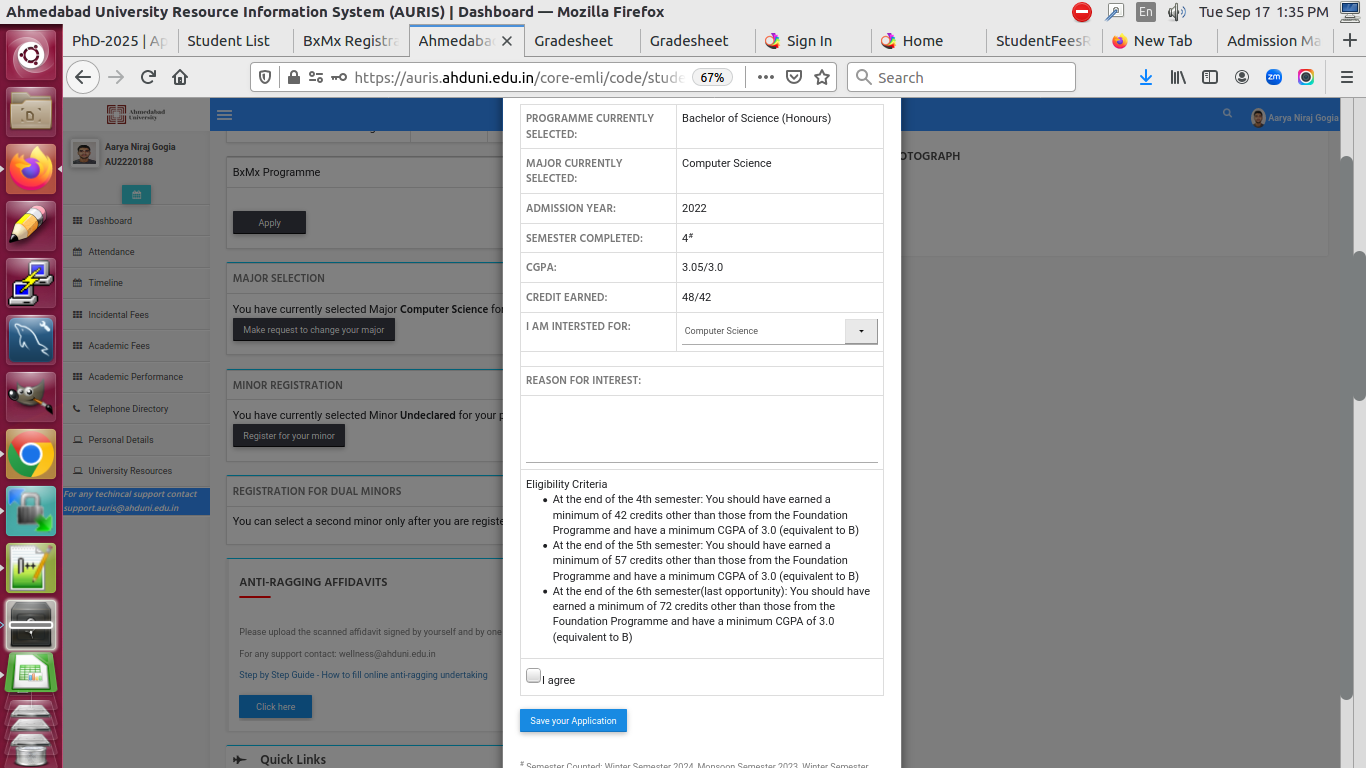 Ahmedabad University Resource Information System (AURIS) | Dashboard — Mozilla Firefox
En
Tue Sep 17 1:35 PM
PhD-2025 | Ap
Student List
BxMx Registra
Ahmedaba
Gradesheet
Gradesheet
Sign In
Home
StudentFeesR
New Tab
Admission Ma
https://auris.ahduni.edu.in/core-emli/code/stude
67%
Search
zm
Ahmedabad
University
Aarya Niraj Gogia
Aarya Niraj Gogia
AU2220188
Dashboard
Attendance
Timeline
Incidental Fees
Academic Fees
Academic Performance
Telephone Directory
Personal Details
University Resources
For any techincal support contact
support.auris@ahduni.edu.in
BxMx Programme
Apply
MAJOR SELECTION
You have currently selected Major Computer Science for
Make request to change your major
MINOR REGISTRATION
You have currently selected Minor Undeclared for your p
Register for your minor
REGISTRATION FOR DUAL MINORS
You can select a second minor only after you are registe
ANTI-RAGGING AFFIDAVITS
Please upload the scanned affidavit signed by yourself and by one
For any support contact: wellness@ahduni.edu.in
Step by Step Guide - How to fill online anti-ragging undertaking
Click here
Quick Links
OTOGRAPH
PROGRAMME CURRENTLY SELECTED: Bachelor of Science (Honours)
MAJOR CURRENTLY SELECTED: Computer Science
ADMISSION YEAR: 2022
SEMESTER COMPLETED: 4#
CGPA: 3.05/3.0
CREDIT EARNED: 48/42
I AM INTERSTED FOR: Computer Science
REASON FOR INTEREST:
Eligibility Criteria
At the end of the 4th semester: You should have earned a
minimum of 42 credits other than those from the Foundation
Programme and have a minimum CGPA of 3.0 (equivalent to B)
At the end of the 5th semester: You should have earned a
minimum of 57 credits other than those from the Foundation
Programme and have a minimum CGPA of 3.0 (equivalent to B)
At the end of the 6th semester(last opportunity): You should have
earned a minimum of 72 credits other than those from the
Foundation Programme and have a minimum CGPA of 3.0
(equivalent to B)
I agree
Save your Application
# Semester Counted: Winter Semester 2024, Monsoon Semester 2023, Winter Semester